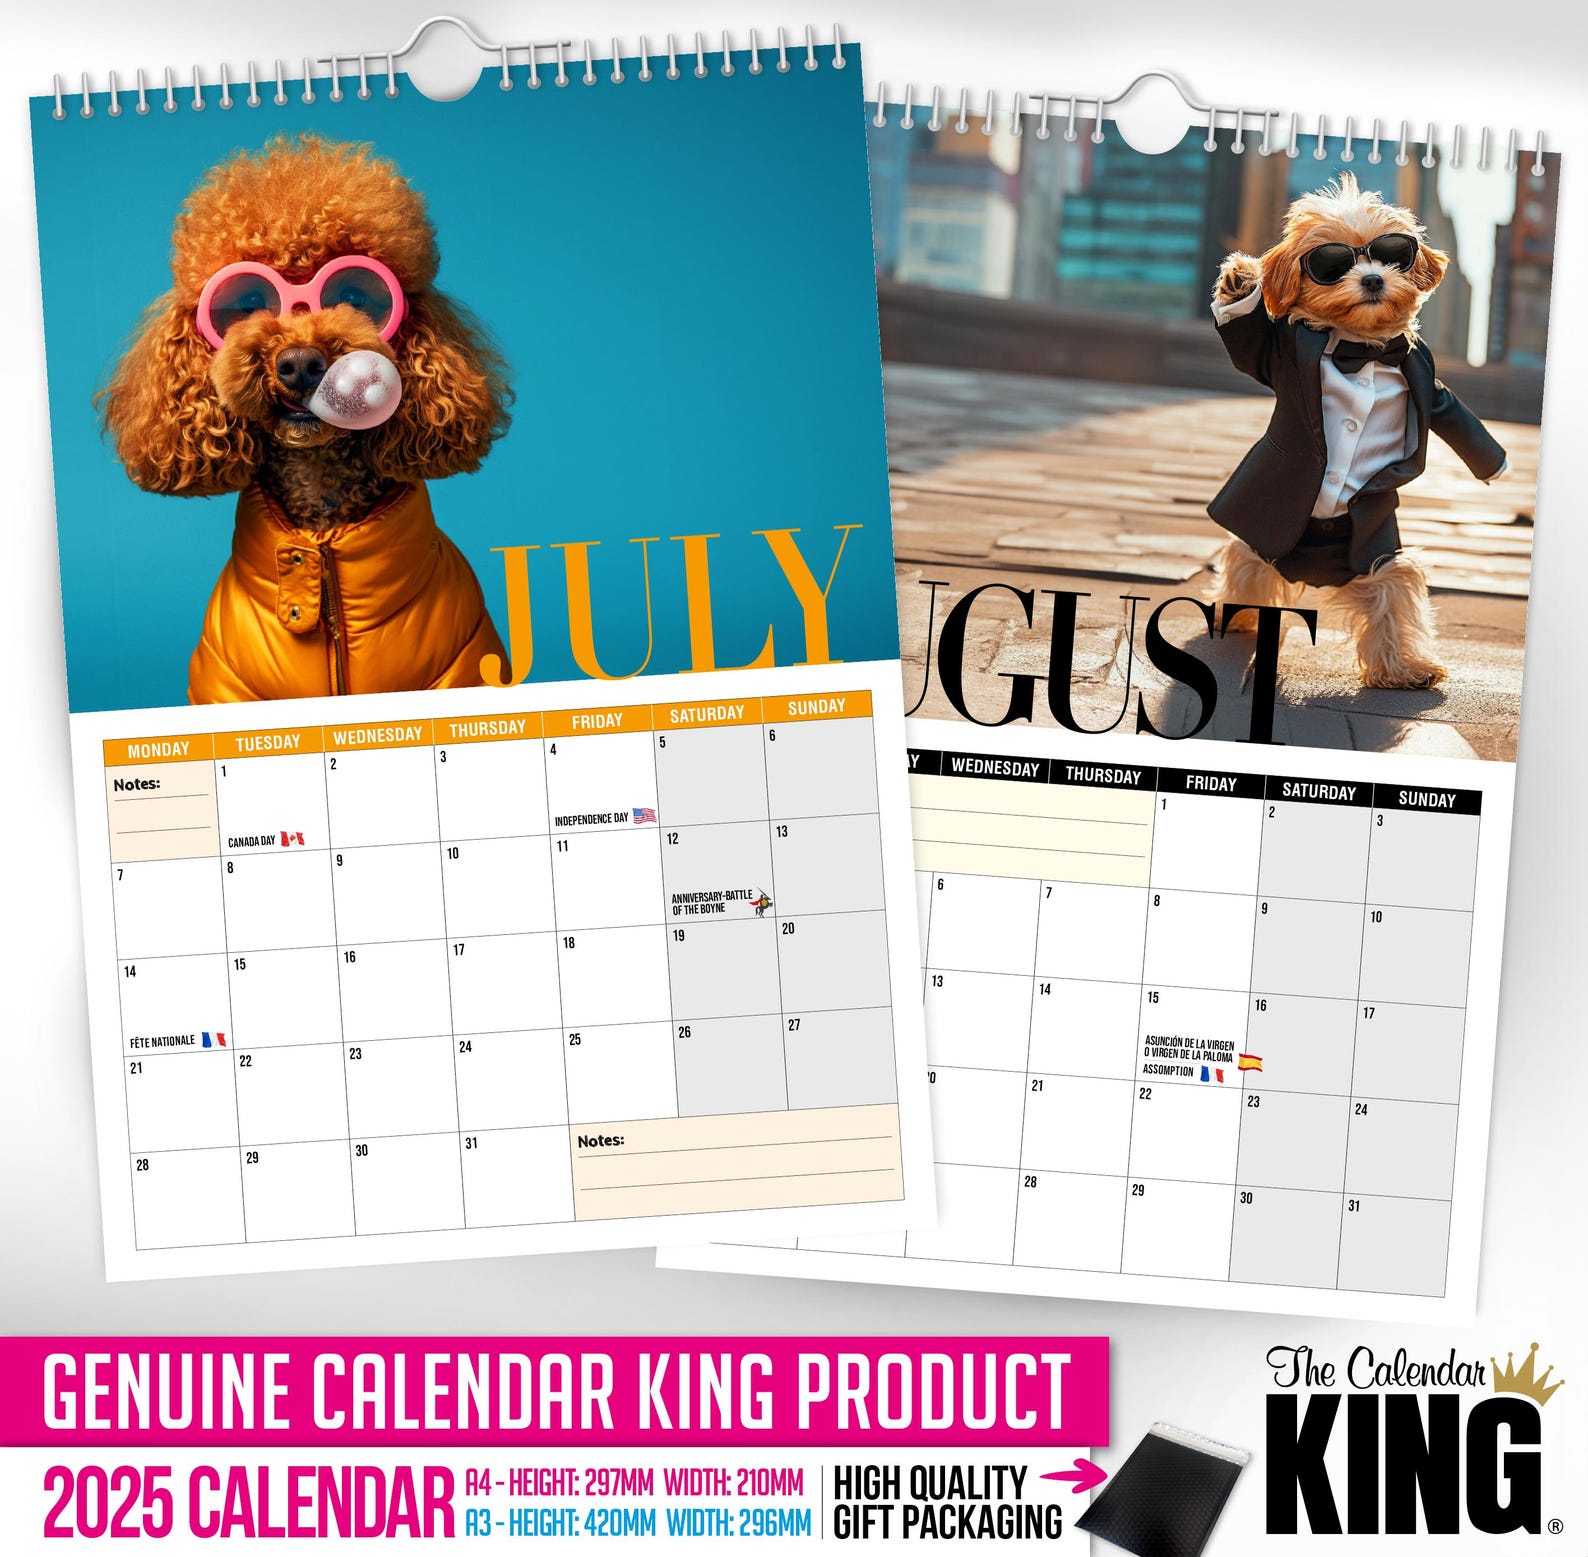 JULY
MONDAY TUESDAY WEDNESDAY THURSDAY FRIDAY SATURDAY SUNDAY
Notes: 1 2 3 4 5 6
CANADA DAY INDEPENDENCE DAY
7 8 9 10 11 12 13
ANNIVERSARY-BATTLE
OF THE BOYNE
14 15 16 17 18 19 20
FÊTE NATIONALE
21 22 23 24 25 26 27
28 29 30 31 Notes:
UGUST
AY WEDNESDAY THURSDAY FRIDAY SATURDAY SUNDAY
1 2 3
6 7 8 9 10
13 14 15 16 17
ASUNCIÓN DE LA VIRGEN
O VIRGEN DE LA PALOMA
ASSOMPTION
20 21 22 23 24
28 29 30 31
GENUINE CALENDAR KING PRODUCT
2025 CALENDAR
A4 - HEIGHT: 297MM WIDTH: 210MM
A3 - HEIGHT: 420MM WIDTH: 296MM
HIGH QUALITY
GIFT PACKAGING
The Calendar
KING®